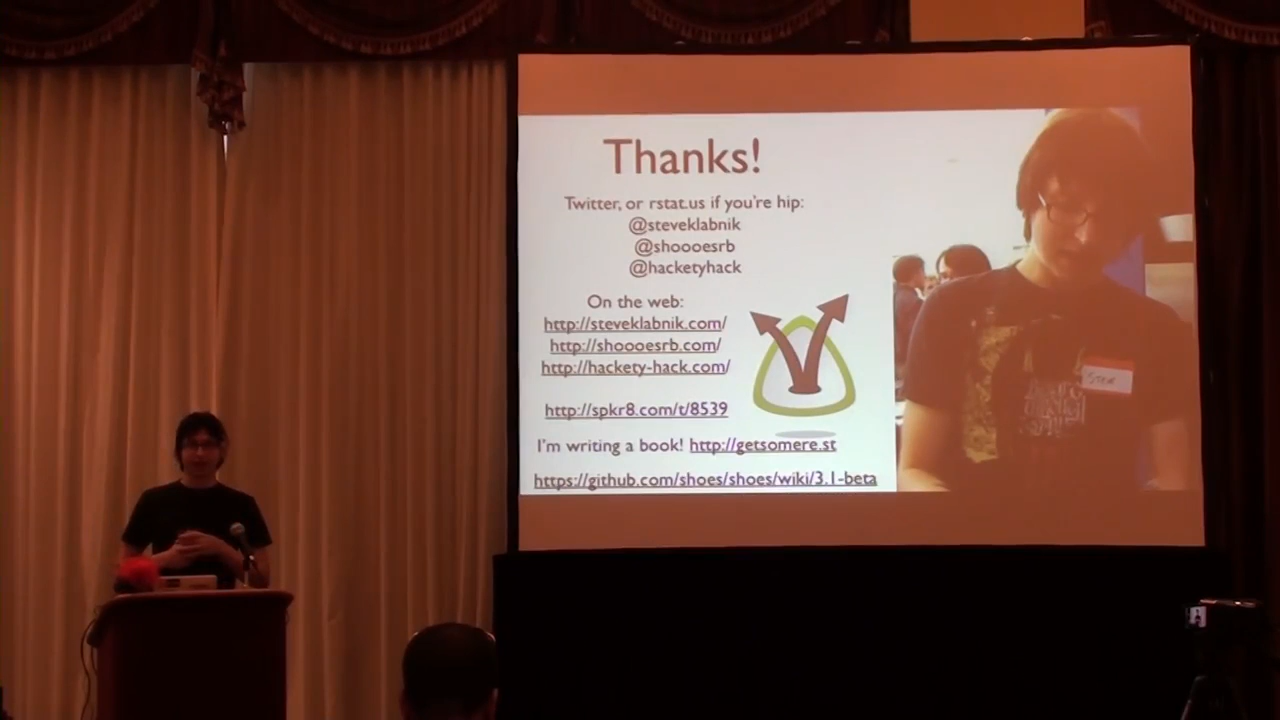 Thanks!
Twitter, or rstat.us if you're hip:
@steveklabnik
@shoooesrb
@hacketyhack
On the web:
http://steveklabnik.com/
http://shoooesrb.com/
http://hackety-hack.com/
http://spkr8.com/t/8539
I'm writing a book! http://getsomere.st
https://github.com/shoes/shoes/wiki/3.1-beta